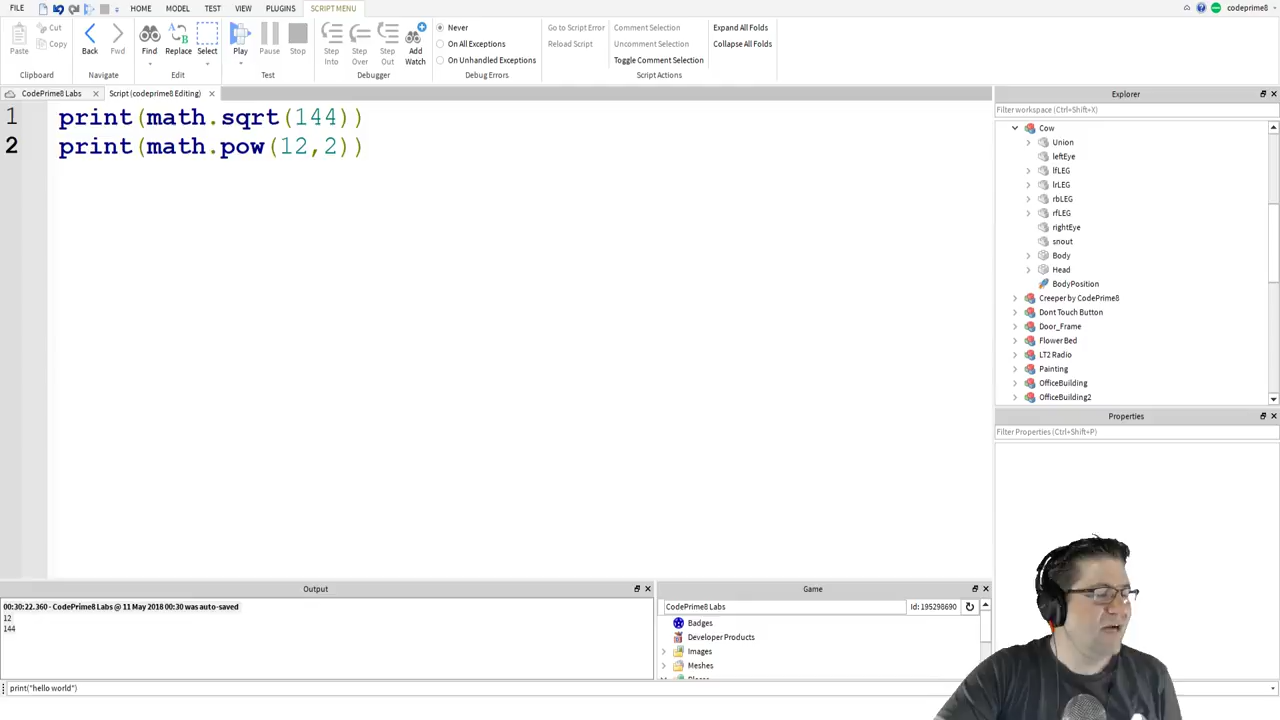 FILE HOME MODEL TEST VIEW PLUGINS SCRIPT MENU codeprime8
Paste Cut Copy Back Fwd Find Replace Select Play Pause Stop Step Into Step Over Step Out Add Watch
Never
On All Exceptions
On Unhandled Exceptions
Go to Script Error Comment Selection Expand All Folds
Reload Script Uncomment Selection Collapse All Folds
Toggle Comment Selection
Clipboard Navigate Edit Test Debugger Debug Errors Script Actions
CodePrime8 Labs Script (codeprime8 Editing)
1 print(math.sqrt(144))
2 print(math.pow(12,2))
Explorer
Filter workspace (Ctrl+Shift+X)
Cow
Union
leftEye
lfLEG
lrLEG
rbLEG
rfLEG
rightEye
snout
Body
Head
BodyPosition
Creeper by CodePrime8
Dont Touch Button
Door_Frame
Flower Bed
LT2 Radio
Painting
OfficeBuilding
OfficeBuilding2
Properties
Filter Properties (Ctrl+Shift+P)
Output
00:30:22.360 - CodePrime8 Labs @ 11 May 2018 00:30 was auto-saved
12
144
Game
CodePrime8 Labs Id: 195298690
Badges
Developer Products
Images
Meshes
print("hello world")